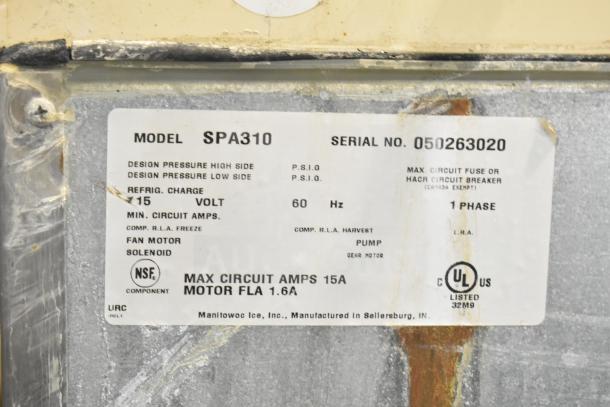 MODEL SPA310 SERIAL NO. 050263020
DESIGN PRESSURE HIGH SIDE P.S.I.G
DESIGN PRESSURE LOW SIDE P.S.I.G.
MAX. CIRCUIT FUSE OR
HACR CIRCUIT BREAKER
(CANADA EXEMPT)
REFRIG. CHARGE
115 VOLT 60 Hz 1 PHASE
MIN. CIRCUIT AMPS.
COMP. R.L.A. FREEZE COMP. R.L.A. HARVEST L.R.A.
FAN MOTOR PUMP
SOLENOID GEAR MOTOR
NSF
COMPONENT
MAX CIRCUIT AMPS 15A
MOTOR FLA 1.6A
C UL US
LISTED
32M9
URC
Manitowoc Ice, Inc., Manufactured in Sellersburg, IN.